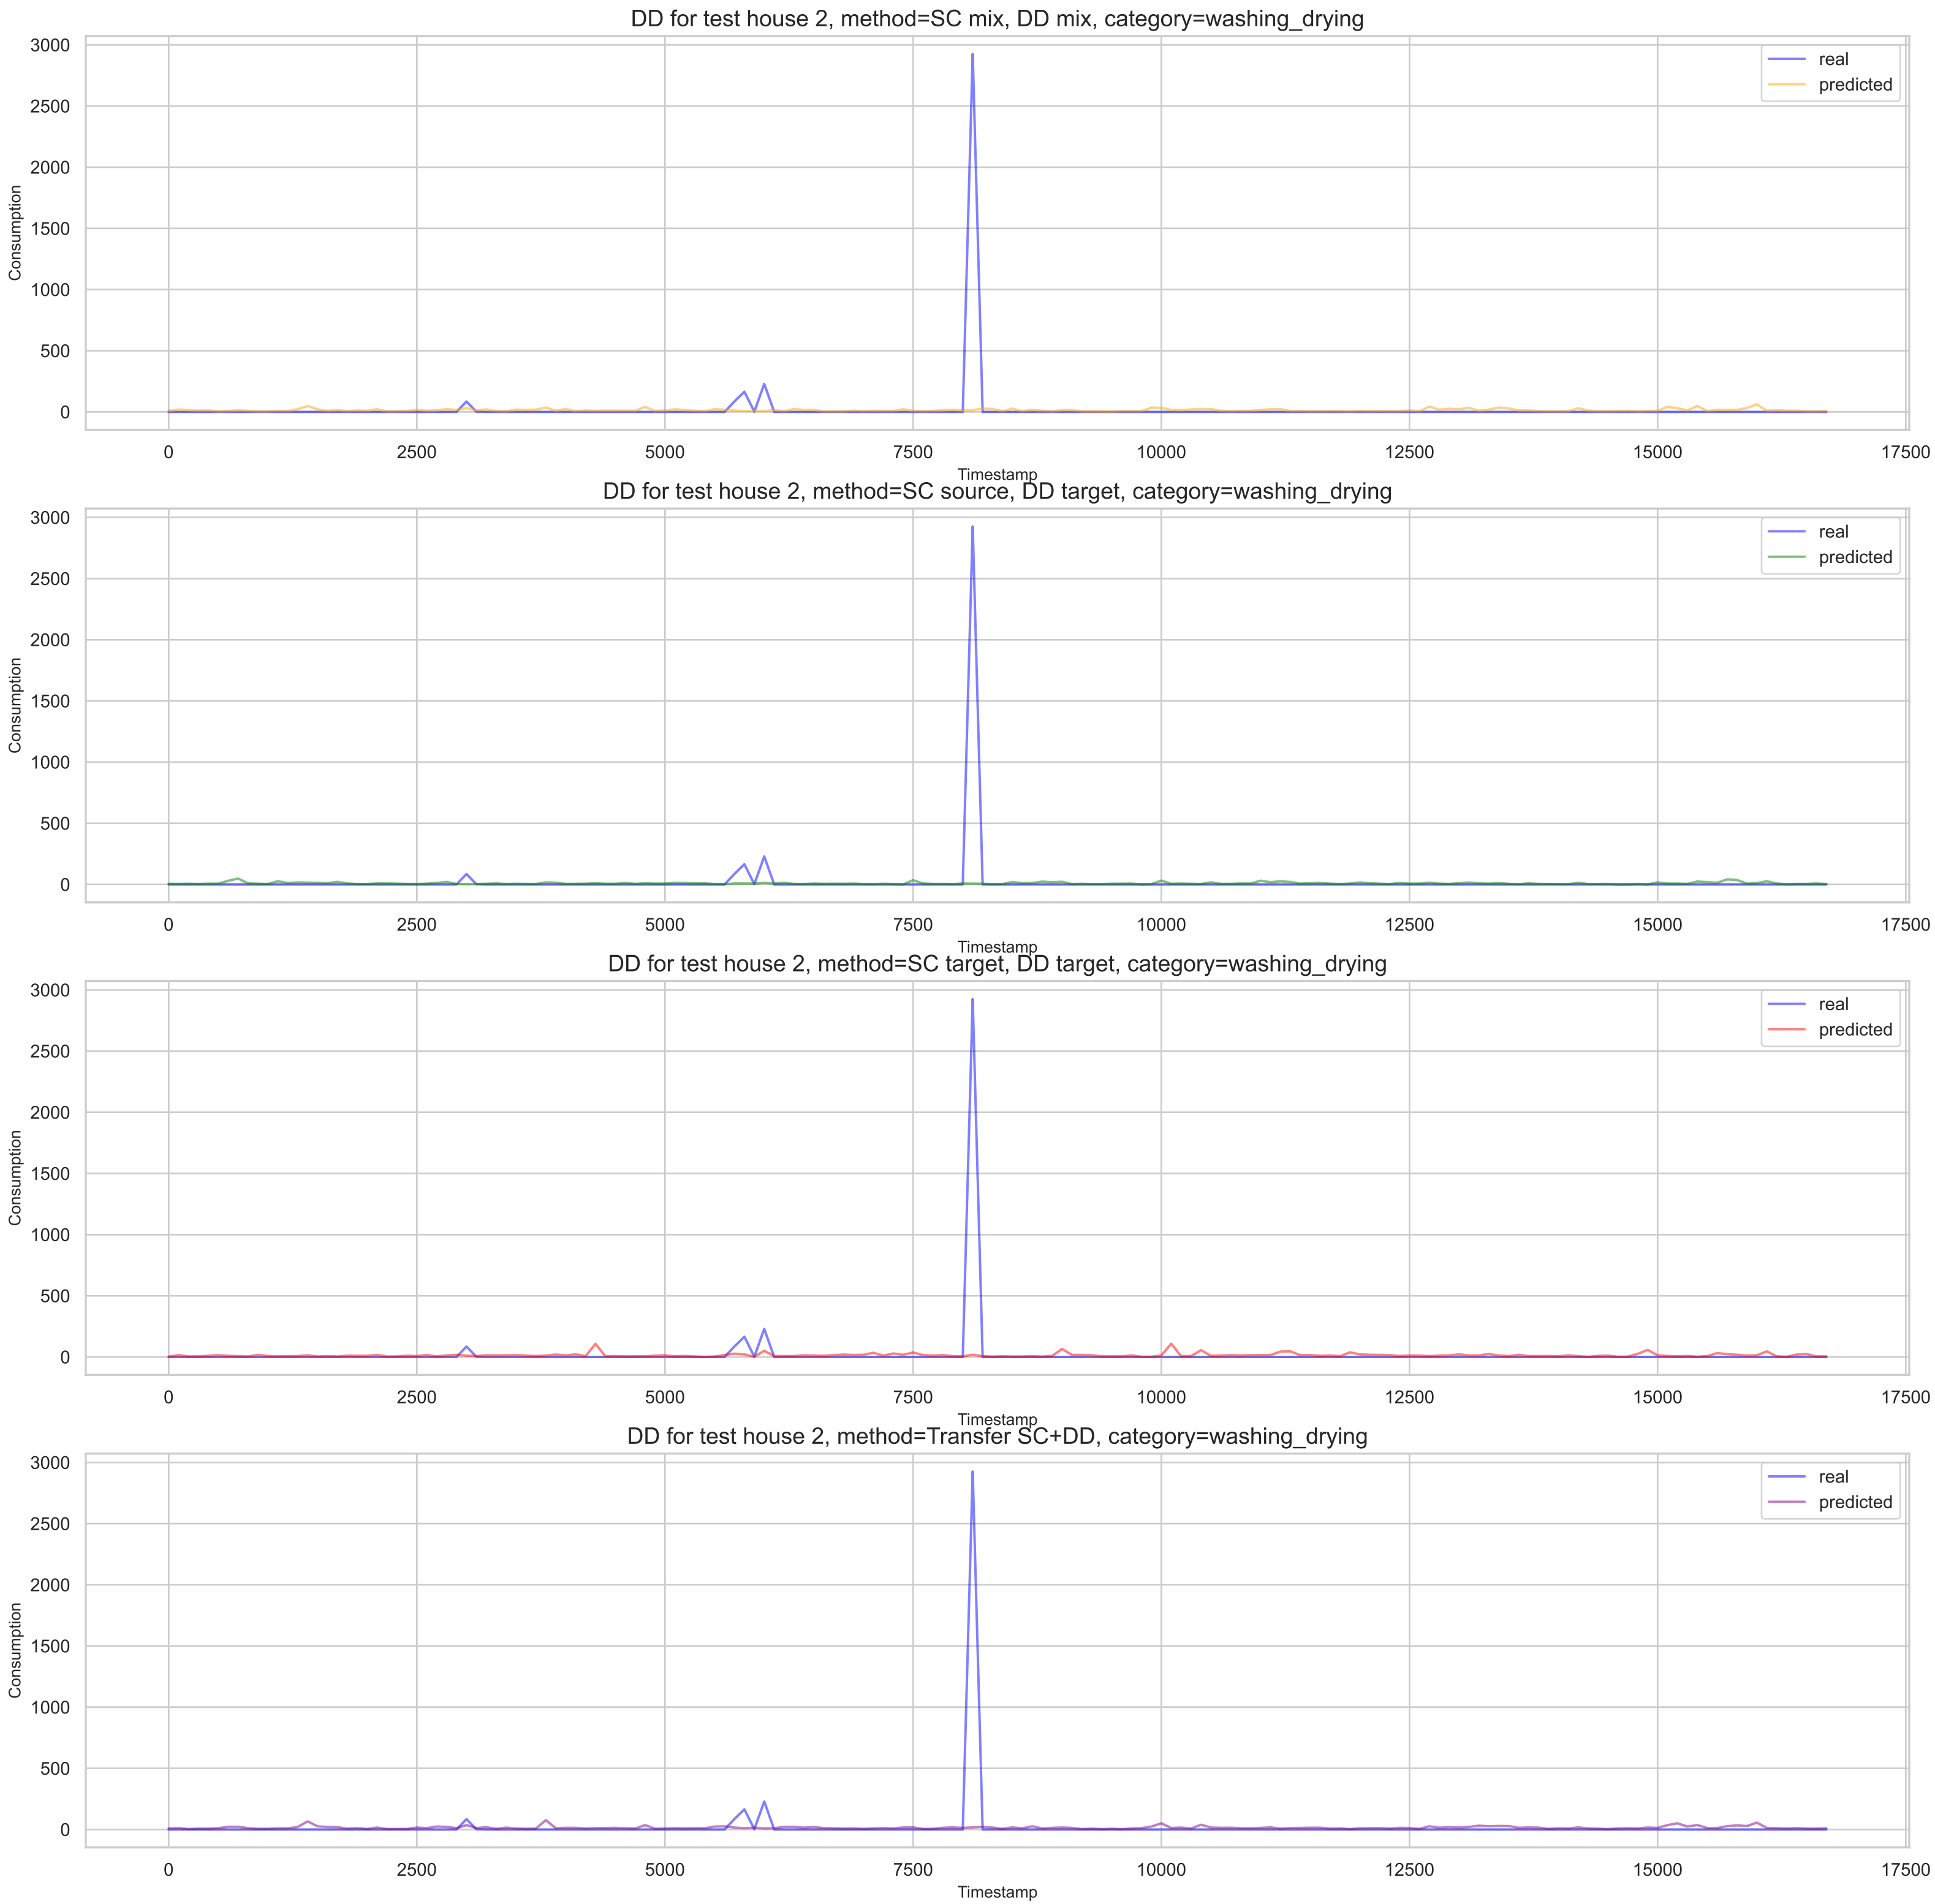 DD for test house 2, method=SC mix, DD mix, category=washing_drying
3000
2500
2000
1500
1000
500
0
Consumption
real
predicted
0 2500 5000 7500 10000 12500 15000 17500
Timestamp
DD for test house 2, method=SC source, DD target, category=washing_drying
3000
2500
2000
1500
1000
500
0
Consumption
real
predicted
0 2500 5000 7500 10000 12500 15000 17500
Timestamp
DD for test house 2, method=SC target, DD target, category=washing_drying
3000
2500
2000
1500
1000
500
0
Consumption
real
predicted
0 2500 5000 7500 10000 12500 15000 17500
Timestamp
DD for test house 2, method=Transfer SC+DD, category=washing_drying
3000
2500
2000
1500
1000
500
0
Consumption
real
predicted
0 2500 5000 7500 10000 12500 15000 17500
Timestamp